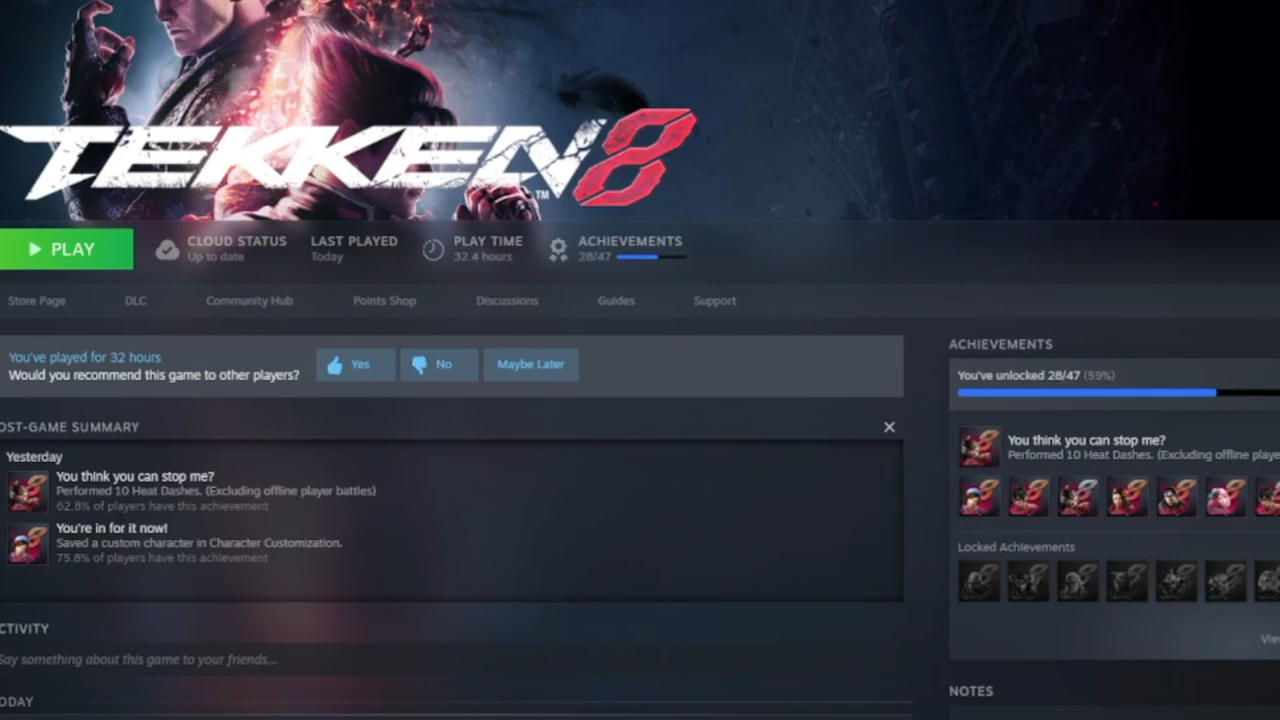 TEKKEN 8
TM
PLAY
CLOUD STATUS
Up to date
LAST PLAYED
Today
PLAY TIME
32.4 hours
ACHIEVEMENTS
28/47
Store Page
DLC
Community Hub
Points Shop
Discussions
Guides
Support
You've played for 32 hours
Would you recommend this game to other players?
Yes
No
Maybe Later
OST-GAME SUMMARY
Yesterday
You think you can stop me?
Performed 10 Heat Dashes. (Excluding offline player battles)
62.8% of players have this achievement
You're in for it now!
Saved a custom character in Character Customization.
75.8% of players have this achievement
CTIVITY
Say something about this game to your friends...
ODAY
ACHIEVEMENTS
You've unlocked 28/47 (59%)
You think you can stop me?
Performed 10 Heat Dashes. (Excluding offline playe
Locked Achievements
Vie
NOTES